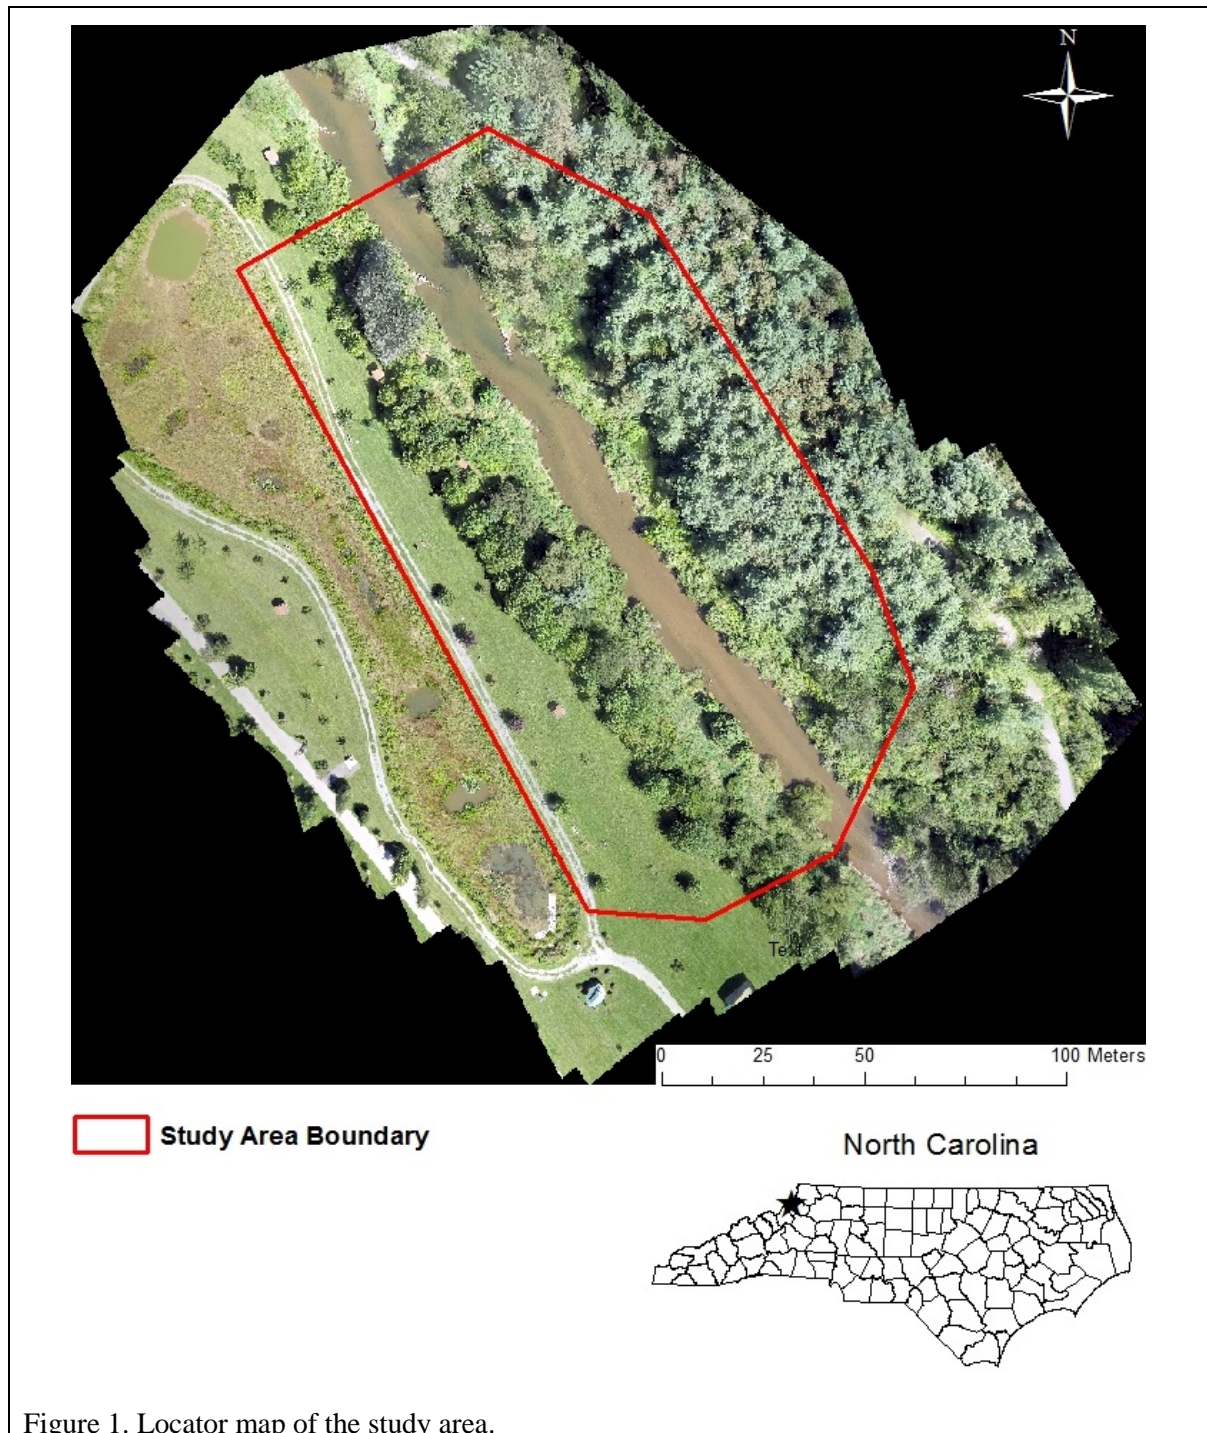 N
Text
0 25 50 100 Meters
Study Area Boundary
North Carolina
Figure 1. Locator map of the study area.